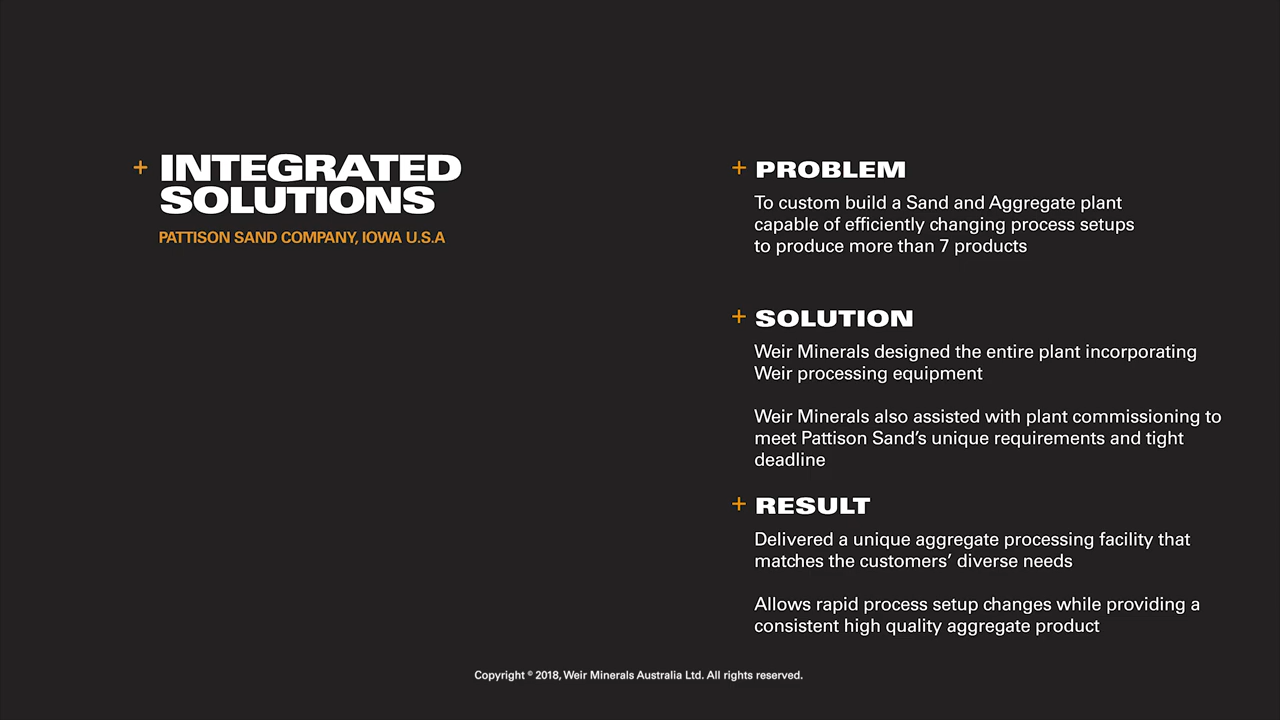 + INTEGRATED
SOLUTIONS
PATTISON SAND COMPANY, IOWA U.S.A
+ PROBLEM
To custom build a Sand and Aggregate plant
capable of efficiently changing process setups
to produce more than 7 products
+ SOLUTION
Weir Minerals designed the entire plant incorporating
Weir processing equipment
Weir Minerals also assisted with plant commissioning to
meet Pattison Sand’s unique requirements and tight
deadline
+ RESULT
Delivered a unique aggregate processing facility that
matches the customers’ diverse needs
Allows rapid process setup changes while providing a
consistent high quality aggregate product
Copyright © 2018, Weir Minerals Australia Ltd. All rights reserved.